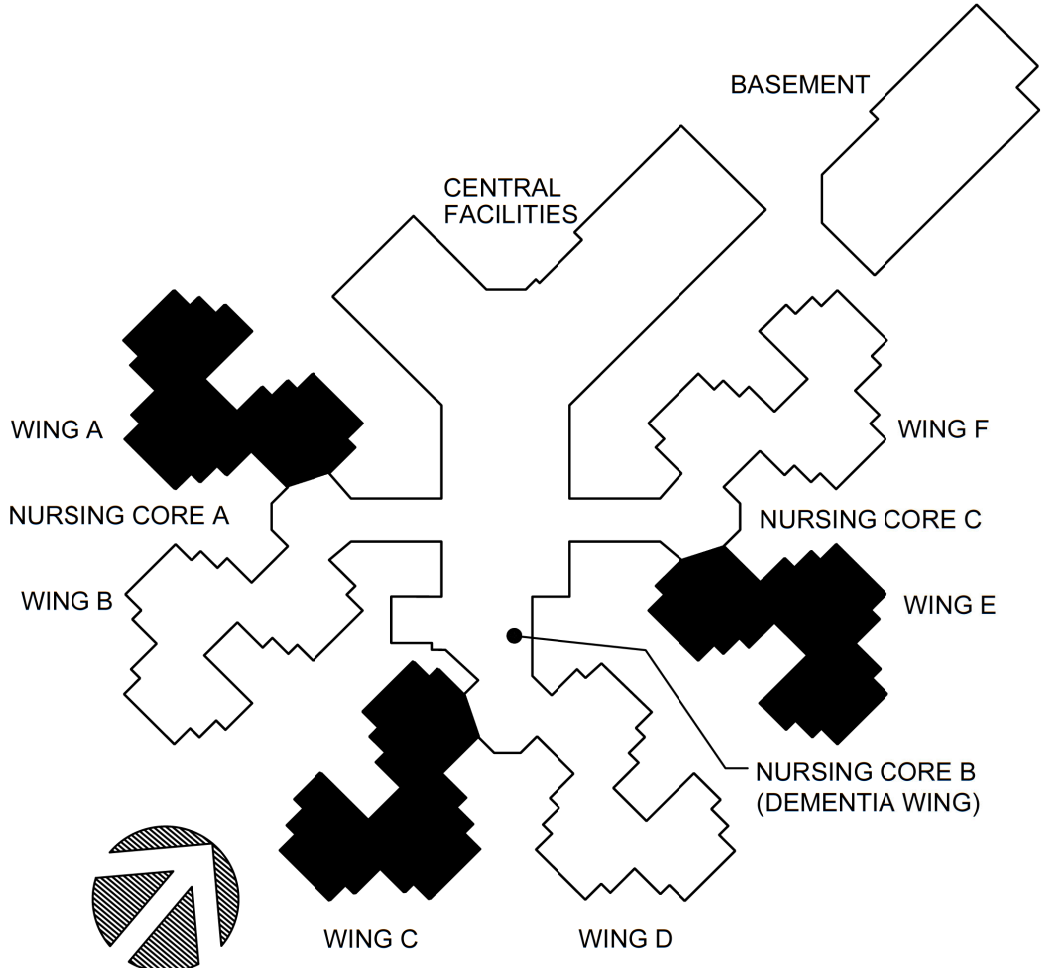 BASEMENT
CENTRAL
FACILITIES
WING A
WING F
NURSING CORE A
NURSING CORE C
WING B
WING E
NURSING CORE B
(DEMENTIA WING)
WING C
WING D